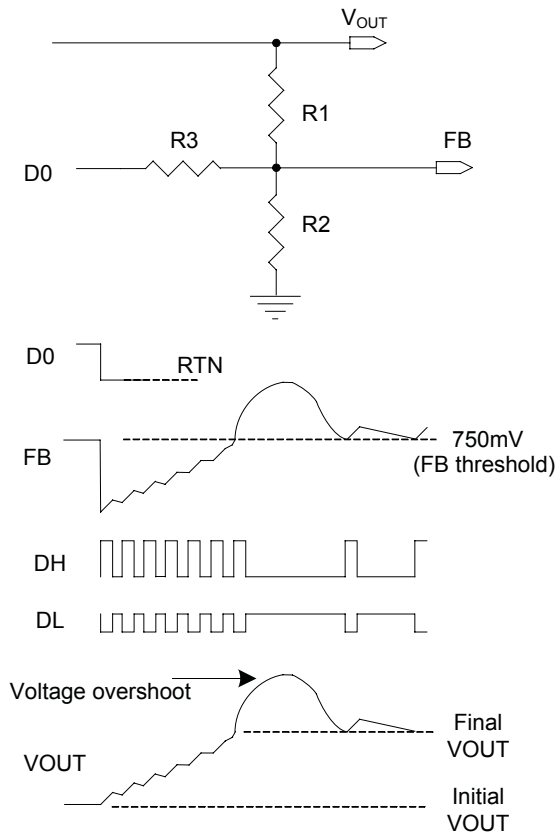 VOUT
R1
R3
FB
D0
R2
D0
RTN
FB
750mV
(FB threshold)
DH
DL
Voltage overshoot
Final
VOUT
VOUT
Initial
VOUT